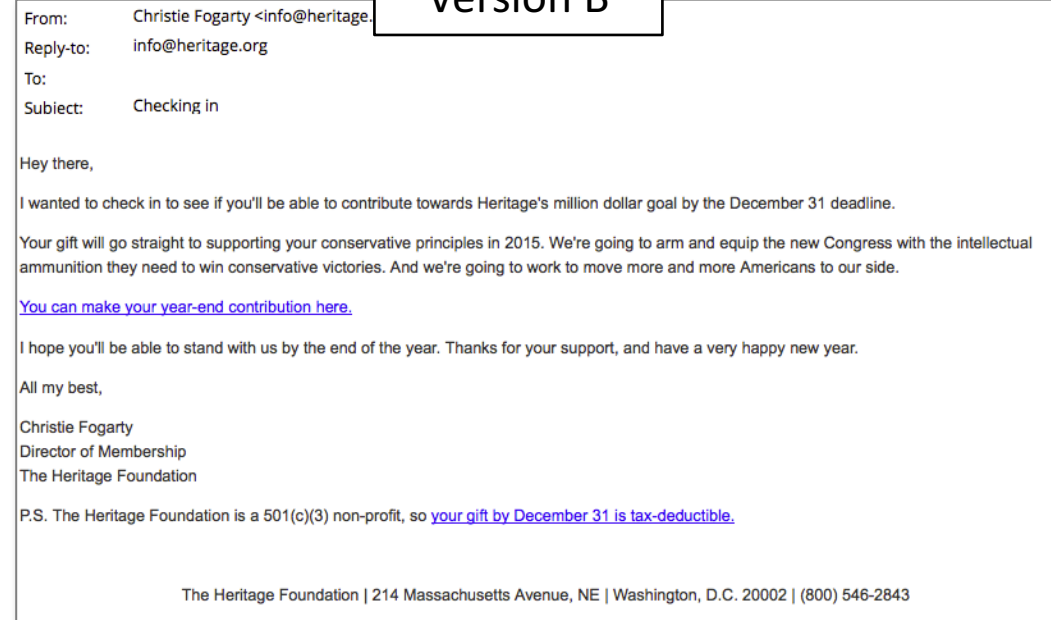 Version B
From: Christie Fogarty <info@heritage.
Reply-to: info@heritage.org
To:
Subject: Checking in
Hey there,
I wanted to check in to see if you'll be able to contribute towards Heritage's million dollar goal by the December 31 deadline.
Your gift will go straight to supporting your conservative principles in 2015. We're going to arm and equip the new Congress with the intellectual
ammunition they need to win conservative victories. And we're going to work to move more and more Americans to our side.
You can make your year-end contribution here.
I hope you'll be able to stand with us by the end of the year. Thanks for your support, and have a very happy new year.
All my best,
Christie Fogarty
Director of Membership
The Heritage Foundation
P.S. The Heritage Foundation is a 501(c)(3) non-profit, so your gift by December 31 is tax-deductible.
The Heritage Foundation | 214 Massachusetts Avenue, NE | Washington, D.C. 20002 | (800) 546-2843